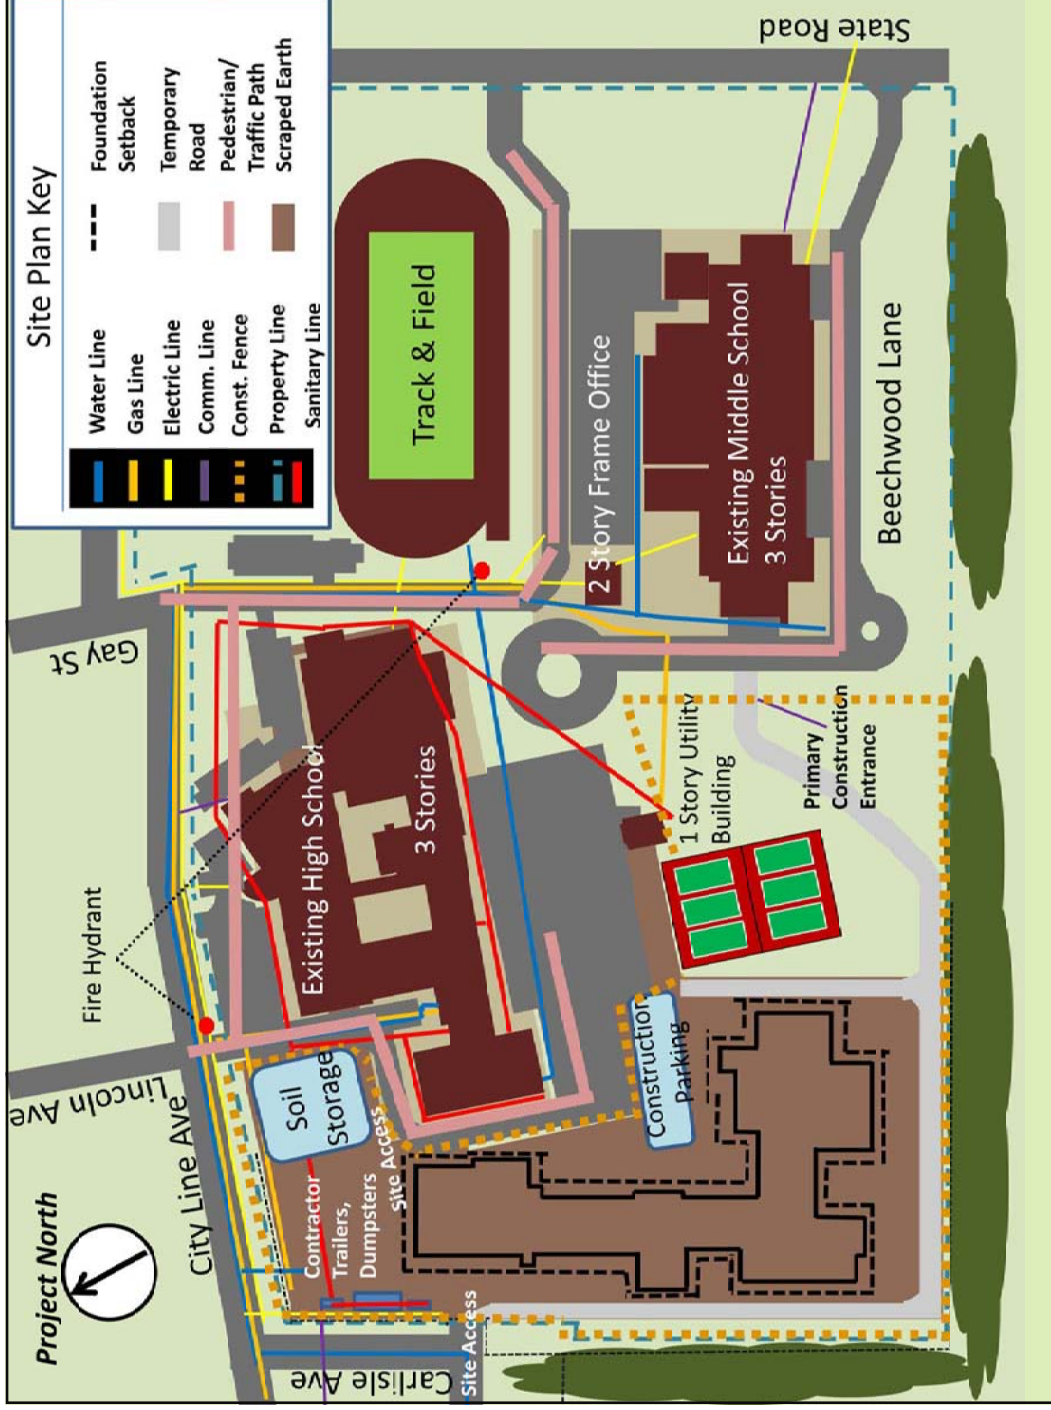 Site Plan Key
Water Line
Gas Line
Electric Line
Comm. Line
Const. Fence
Property Line
Sanitary Line
Foundation
Setback
Temporary
Road
Pedestrian/
Traffic Path
Scraped Earth
Project North
City Line Ave
Carlisle Ave
Lincoln Ave
Gay St
State Road
Beechwood Lane
Fire Hydrant
Existing High School
3 Stories
Track & Field
2 Story Frame Office
Existing Middle School
3 Stories
1 Story Utility
Building
Primary
Construction
Entrance
Construction
Parking
Soil
Storage
Contractor
Trailers,
Dumpsters
Site Access
Site Access